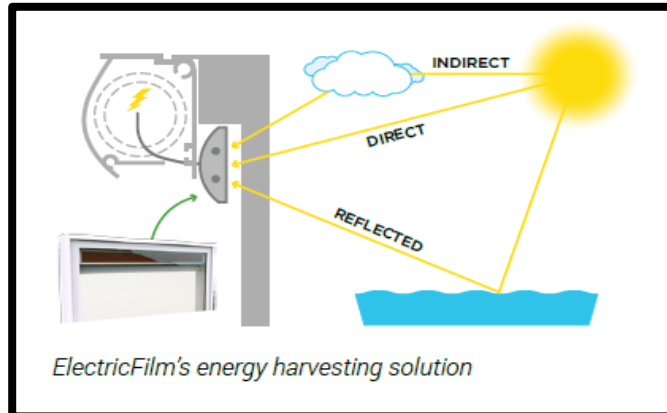 INDIRECT
DIRECT
REFLECTED
ElectricFilm's energy harvesting solution